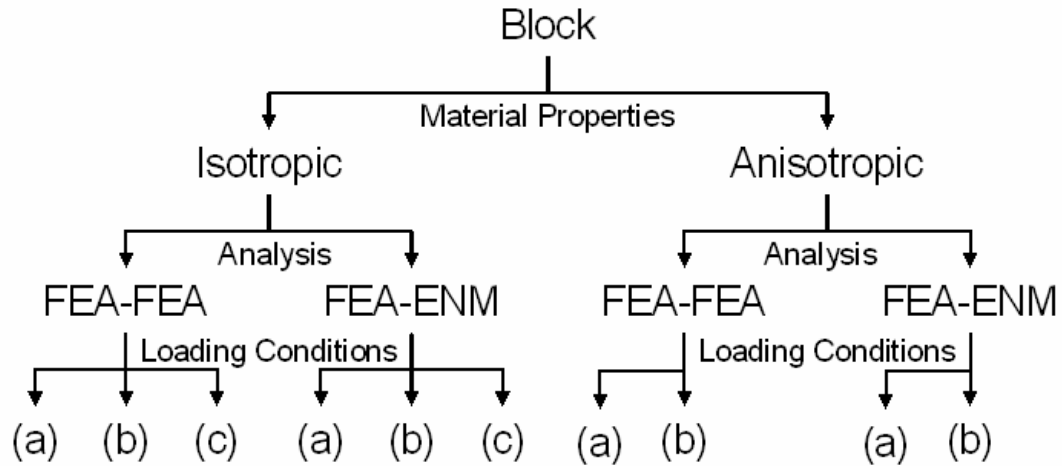 Block
Material Properties
Isotropic Anisotropic
Analysis Analysis
FEA-FEA FEA-ENM FEA-FEA FEA-ENM
Loading Conditions Loading Conditions
(a) (b) (c) (a) (b) (c) (a) (b) (a) (b)